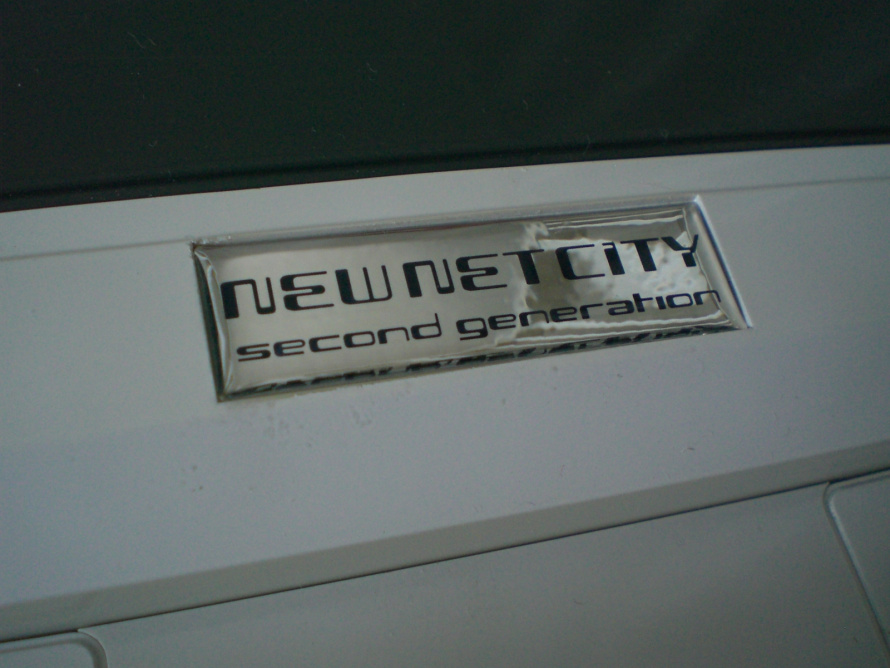 NEWNETCiTY
second generation